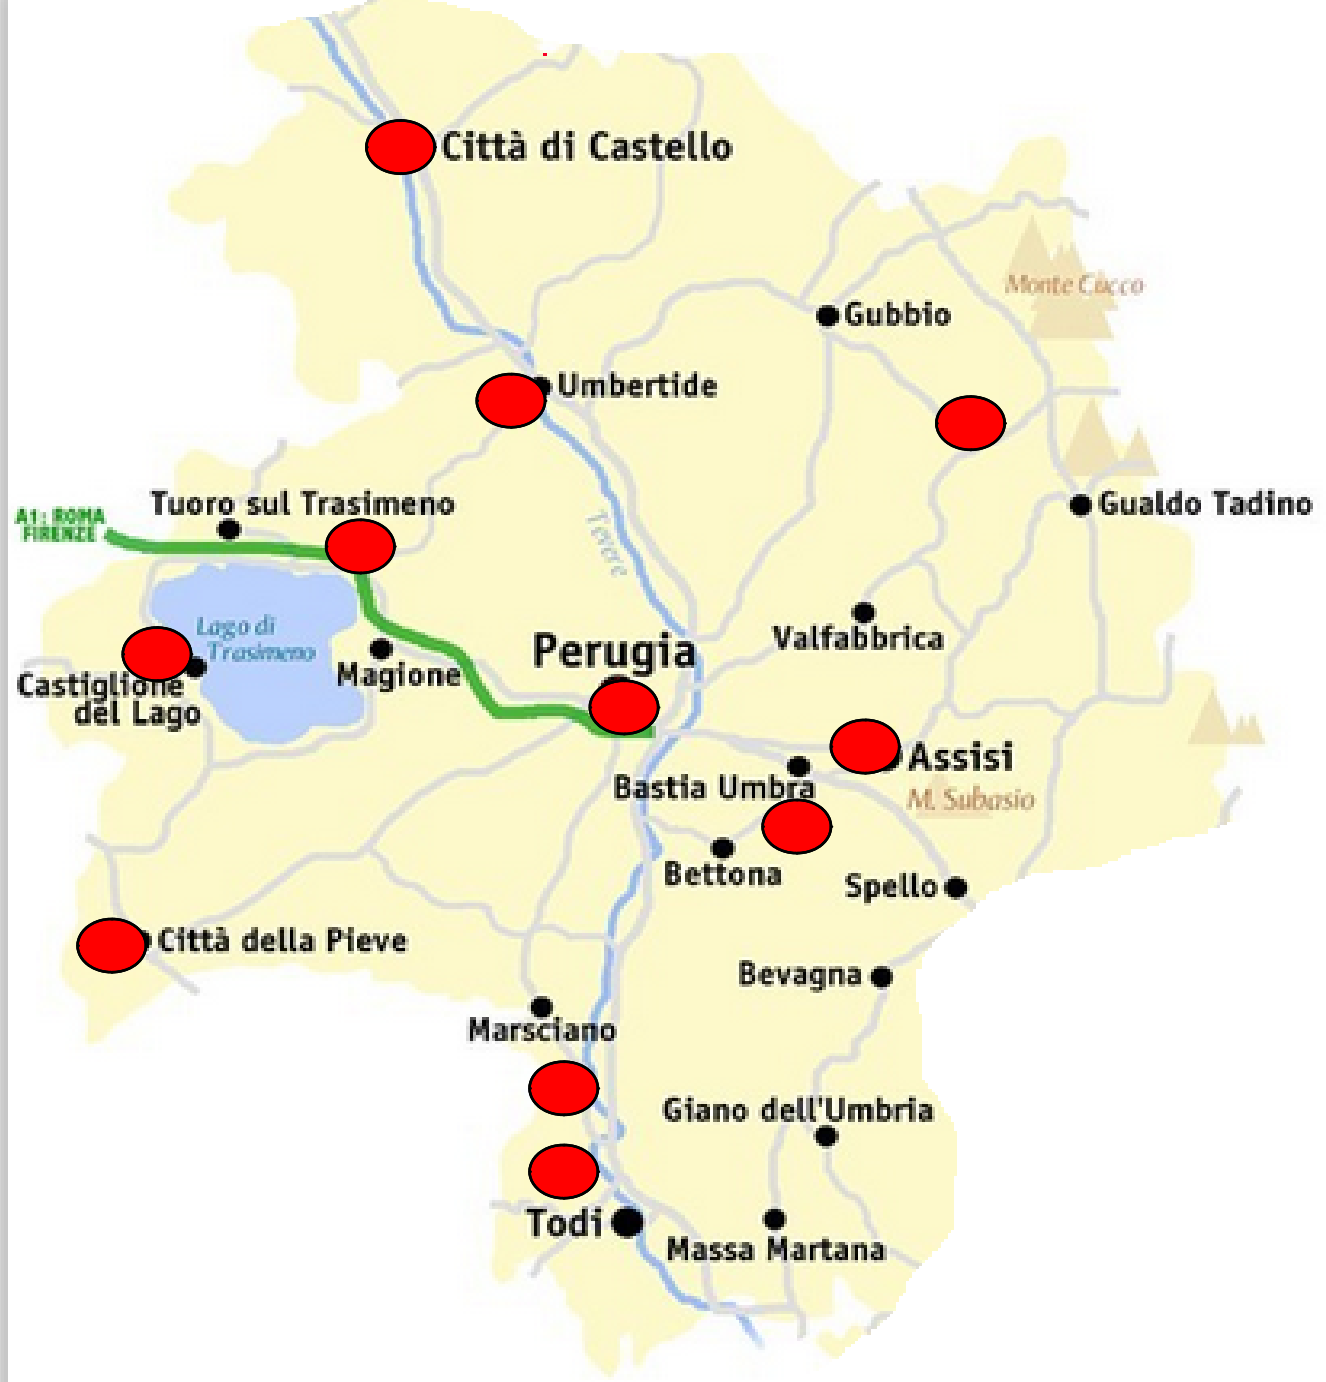 Città di Castello
Monte Cucco
Gubbio
Umbertide
Tuoro sul Trasimeno
Gualdo Tadino
A1: ROMA
FIRENZE
Tevere
Valfabbrica
Lago di
Trasimeno
Perugia
Magione
Castiglione
del Lago
Assisi
Bastia Umbra
M. Subasio
Bettona
Spello
Città della Pieve
Bevagna
Marsciano
Giano dell'Umbria
Todi
Massa Martana